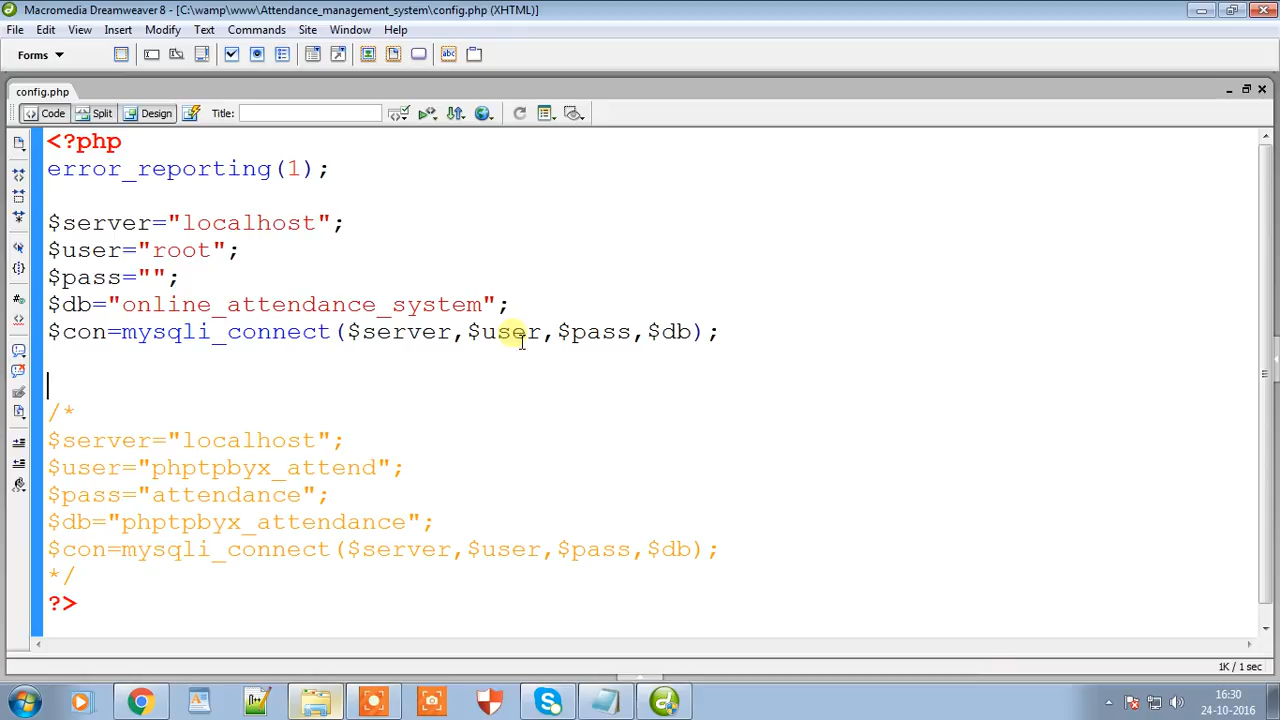 Macromedia Dreamweaver 8 - [C:\wamp\www\Attendance_management_system\config.php (XHTML)]
File Edit View Insert Modify Text Commands Site Window Help
Forms
abc
config.php
Code Split Design Title:
<?php
error_reporting(1);
$server="localhost";
$user="root";
$pass="";
$db="online_attendance_system";
$con=mysqli_connect($server,$user,$pass,$db);
/*
$server="localhost";
$user="phptpbyx_attend";
$pass="attendance";
$db="phptpbyx_attendance";
$con=mysqli_connect($server,$user,$pass,$db);
*/
?>
1K / 1 sec
16:30
24-10-2016